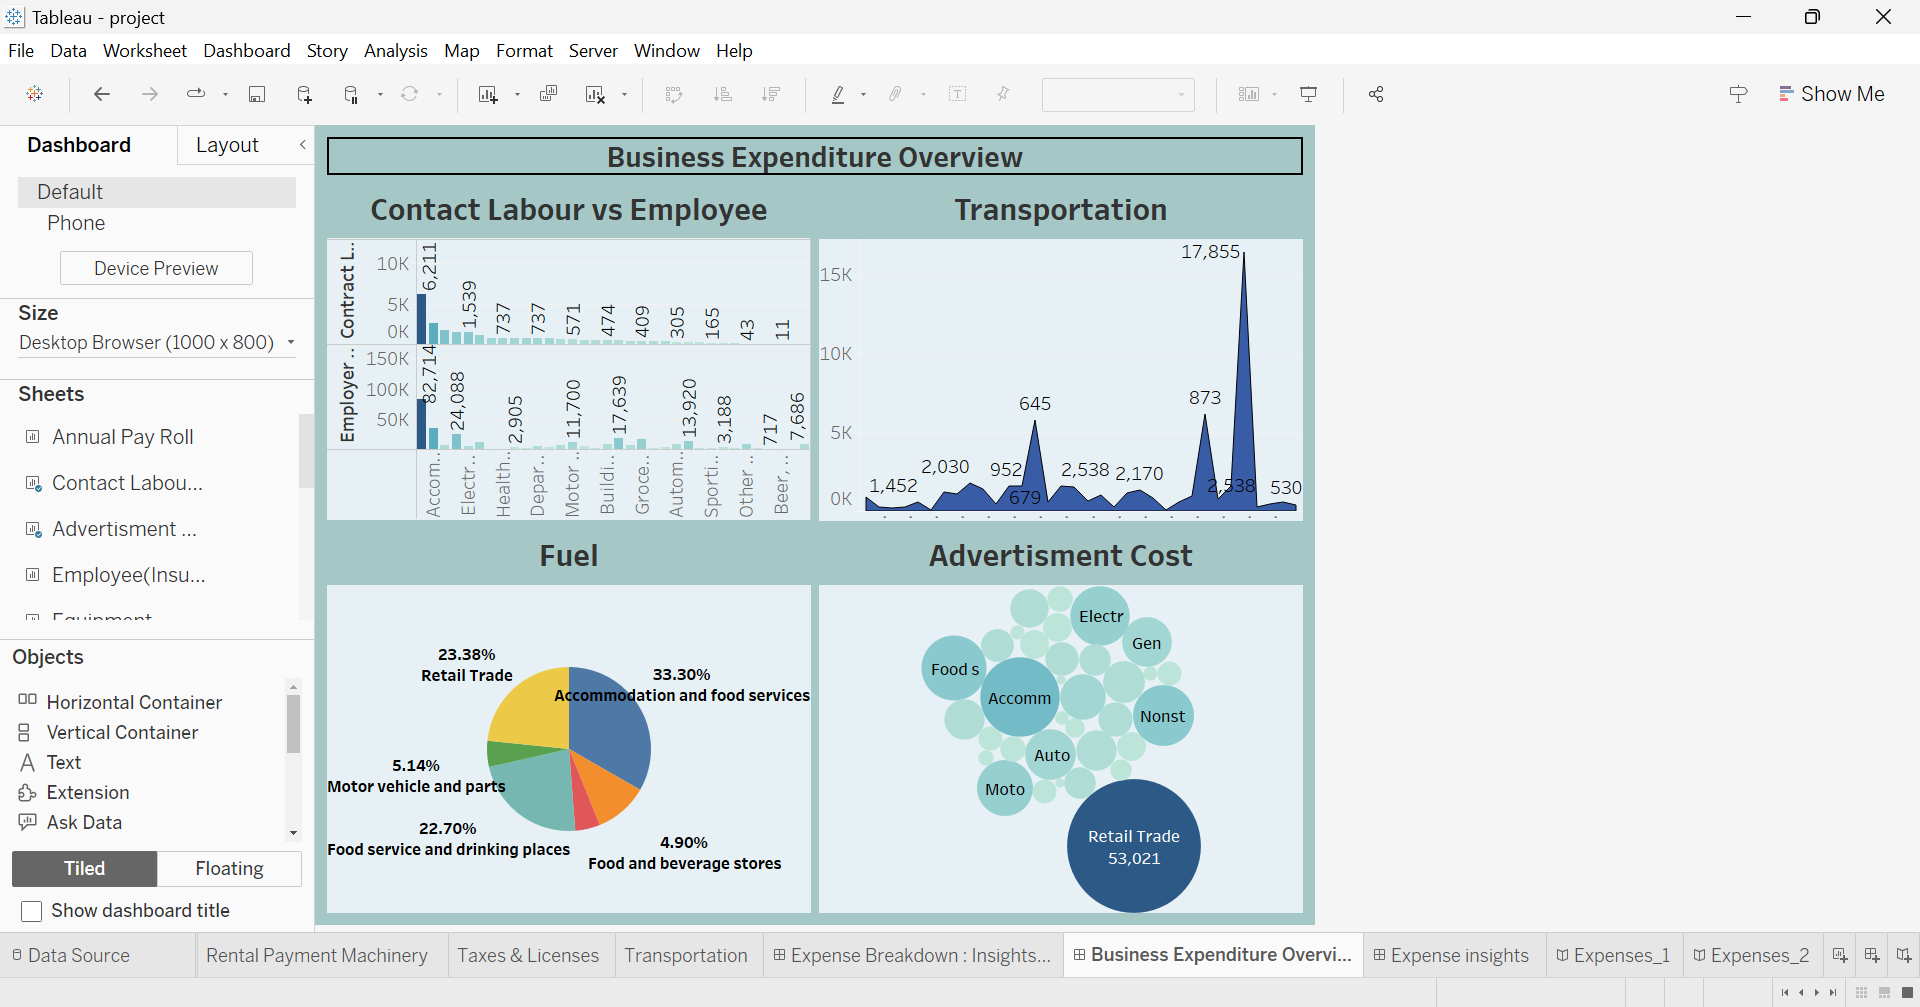 Tableau - project
File Data Worksheet Dashboard Story Analysis Map Format Server Window Help
Show Me
Dashboard
Layout
Default
Phone
Device Preview
Size
Desktop Browser (1000 x 800)
Sheets
Annual Pay Roll
Contact Labou...
Advertisment ...
Employee(Insu...
Objects
Horizontal Container
Vertical Container
Text
Extension
Ask Data
Tiled
Floating
Show dashboard title
Business Expenditure Overview
Contact Labour vs Employee
Contract L..
10K
5K
0K
6,211
1,539
737
737
571
474
409
305
165
43
11
Employer ..
150K
100K
50K
82,714
24,088
2,905
11,700
17,639
13,920
3,188
717
7,686
Accom..
Electr..
Health..
Depar..
Motor ..
Buildi..
Groce..
Autom..
Sporti..
Other ..
Beer, ..
Transportation
15K
10K
5K
0K
17,855
645
873
2,030
952
2,538
2,170
1,452
679
2,538
530
Fuel
23.38%
Retail Trade
33.30%
Accommodation and food services
5.14%
Motor vehicle and parts
22.70%
Food service and drinking places
4.90%
Food and beverage stores
Advertisment Cost
Electr
Gen
Food s
Accomm
Nonst
Auto
Moto
Retail Trade
53,021
Data Source
Rental Payment Machinery
Taxes & Licenses
Transportation
Expense Breakdown : Insights...
Business Expenditure Overvi...
Expense insights
Expenses_1
Expenses_2